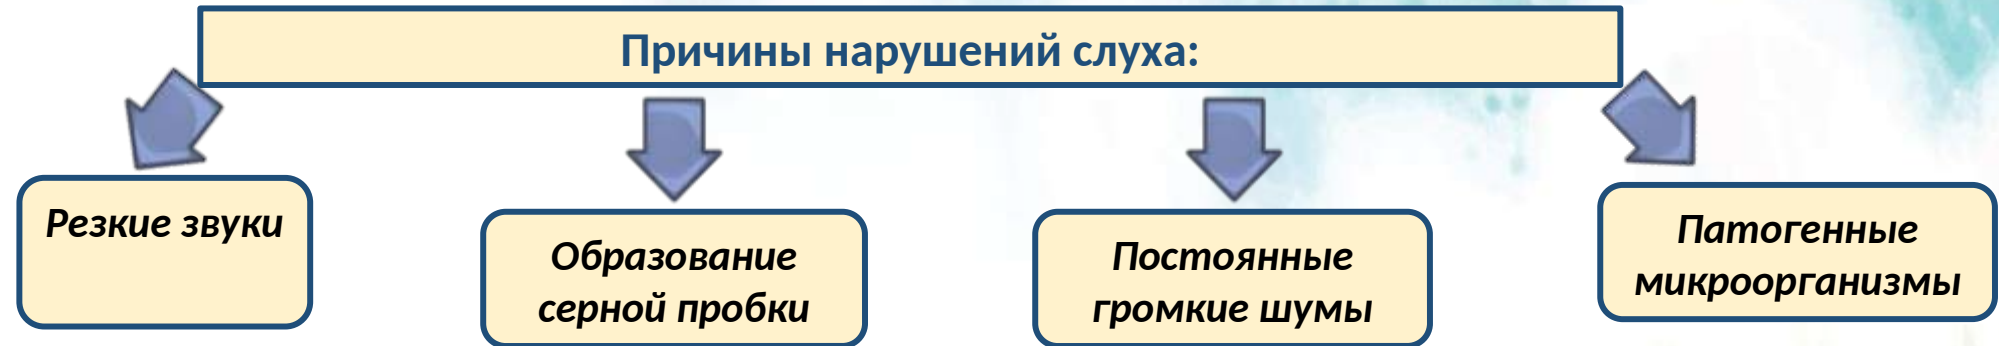 Причины нарушений слуха:
Резкие звуки
Образование
серной пробки
Постоянные
громкие шумы
Патогенные
микроорганизмы